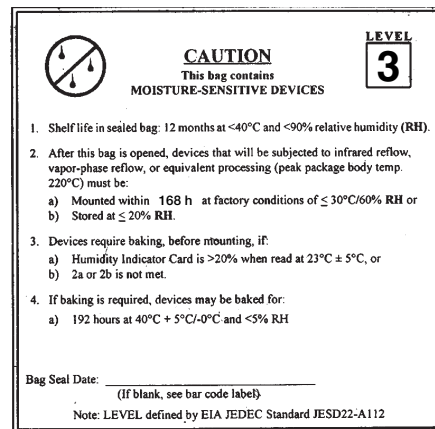 LEVEL
3
CAUTION
This bag contains
MOISTURE-SENSITIVE DEVICES
1. Shelf life in sealed bag: 12 months at <40°C and <90% relative humidity (RH).
2. After this bag is opened, devices that will be subjected to infrared reflow,
vapor-phase reflow, or equivalent processing (peak package body temp.
220°C) must be:
a) Mounted within 168 h at factory conditions of ≤ 30°C/60% RH or
b) Stored at ≤ 20% RH.
3. Devices require baking, before mounting, if:
a) Humidity Indicator Card is >20% when read at 23°C ± 5°C, or
b) 2a or 2b is not met.
4. If baking is required, devices may be baked for:
a) 192 hours at 40°C + 5°C/-0°C and <5% RH
Bag Seal Date:
(If blank, see bar code label)
Note: LEVEL defined by EIA JEDEC Standard JESD22-A112